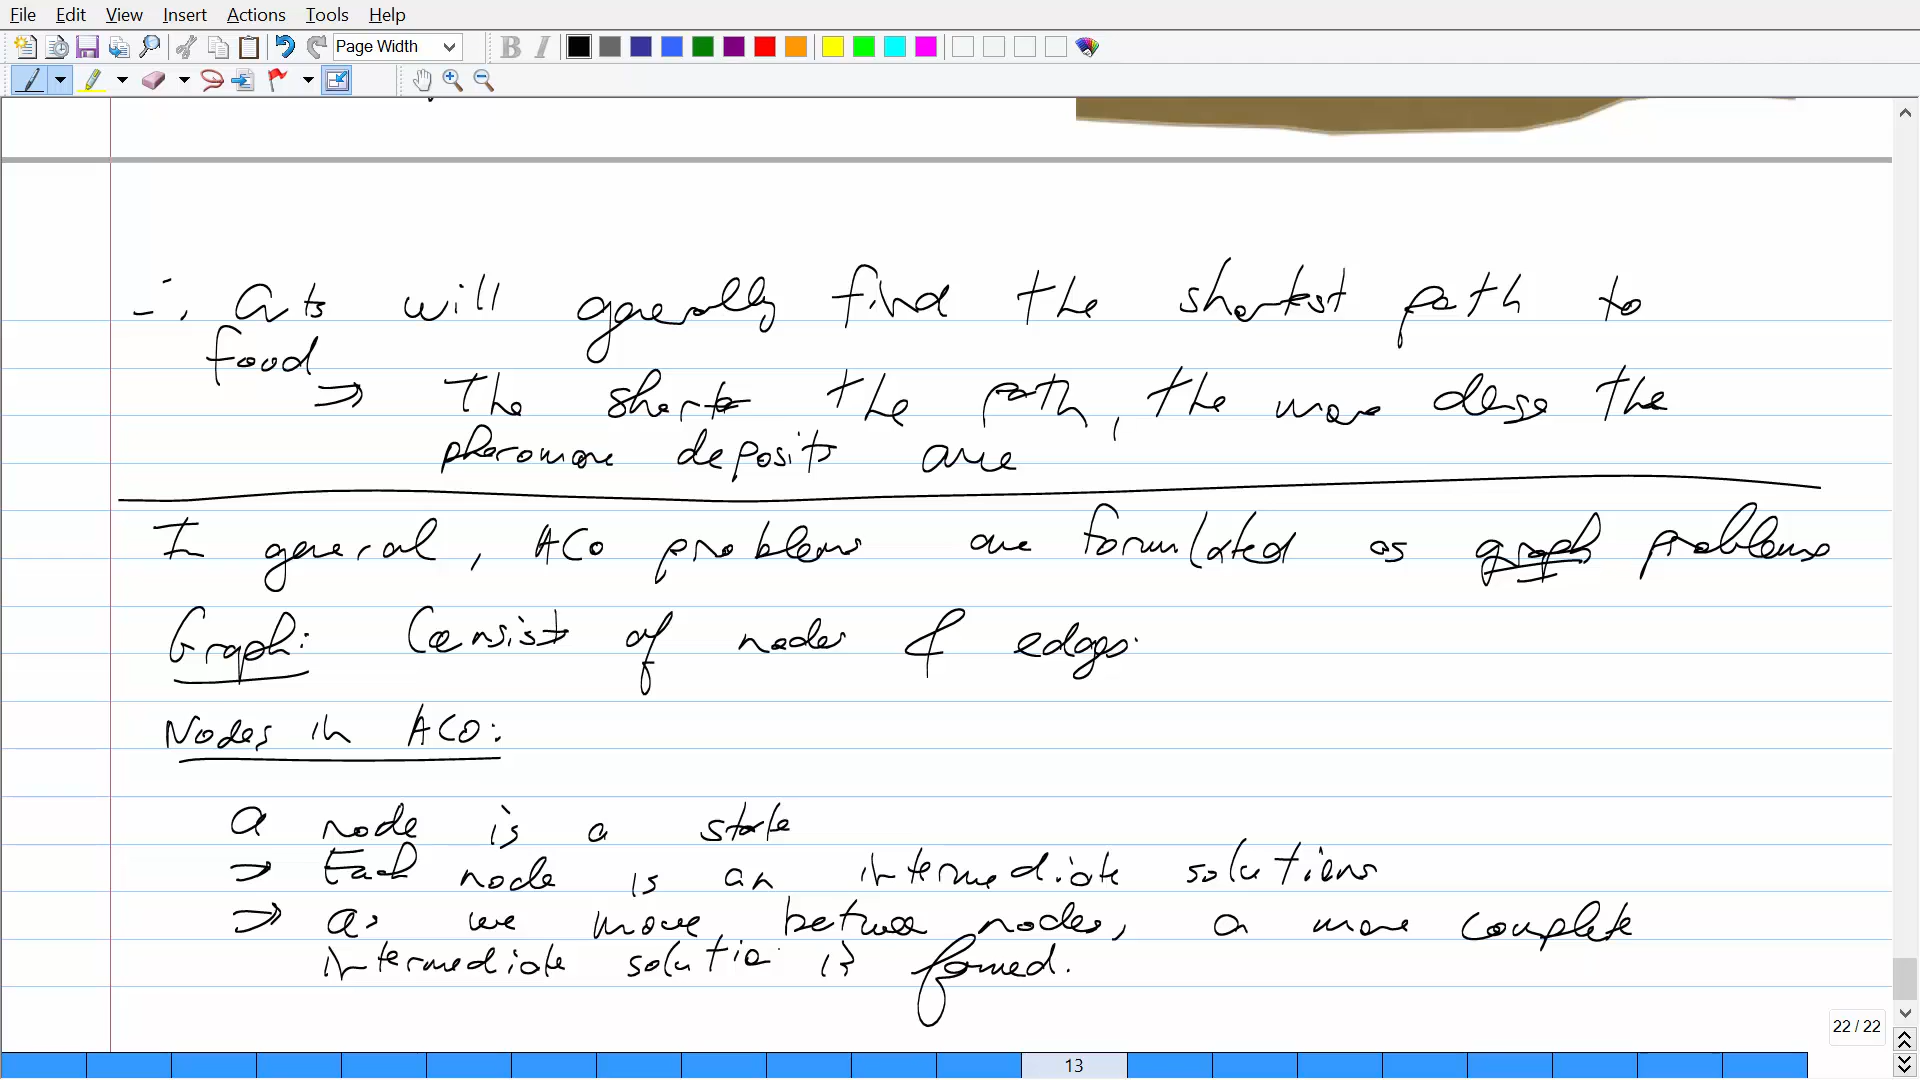 File Edit View Insert Actions Tools Help
Page Width
B I
∴ Ants will generally find the shortest path to
food
⇒ The shorter the path, the more dense the
pheromone deposits are
In general, ACO problems are formulated as graph problems
Graph: Consist of nodes & edges.
Nodes in ACO:
A node is a state
⇒ Each node is an intermediate solutions
⇒ As we move between nodes, a more complete
intermediate solution is formed.
22 / 22
13